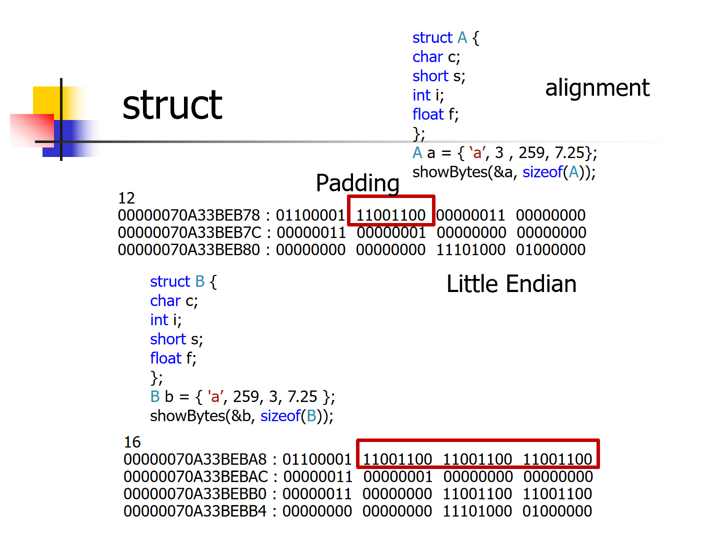 struct
struct A {
char c;
short s;
int i;
float f;
};
A a = { ‘a’, 3 , 259, 7.25};
showBytes(&a, sizeof(A));
alignment
Padding
12
00000070A33BEB78 : 01100001 11001100 00000011 00000000
00000070A33BEB7C : 00000011 00000001 00000000 00000000
00000070A33BEB80 : 00000000 00000000 11101000 01000000
Little Endian
struct B {
char c;
int i;
short s;
float f;
};
B b = { 'a’, 259, 3, 7.25 };
showBytes(&b, sizeof(B));
16
00000070A33BEBA8 : 01100001 11001100 11001100 11001100
00000070A33BEBAC : 00000011 00000001 00000000 00000000
00000070A33BEBB0 : 00000011 00000000 11001100 11001100
00000070A33BEBB4 : 00000000 00000000 11101000 01000000